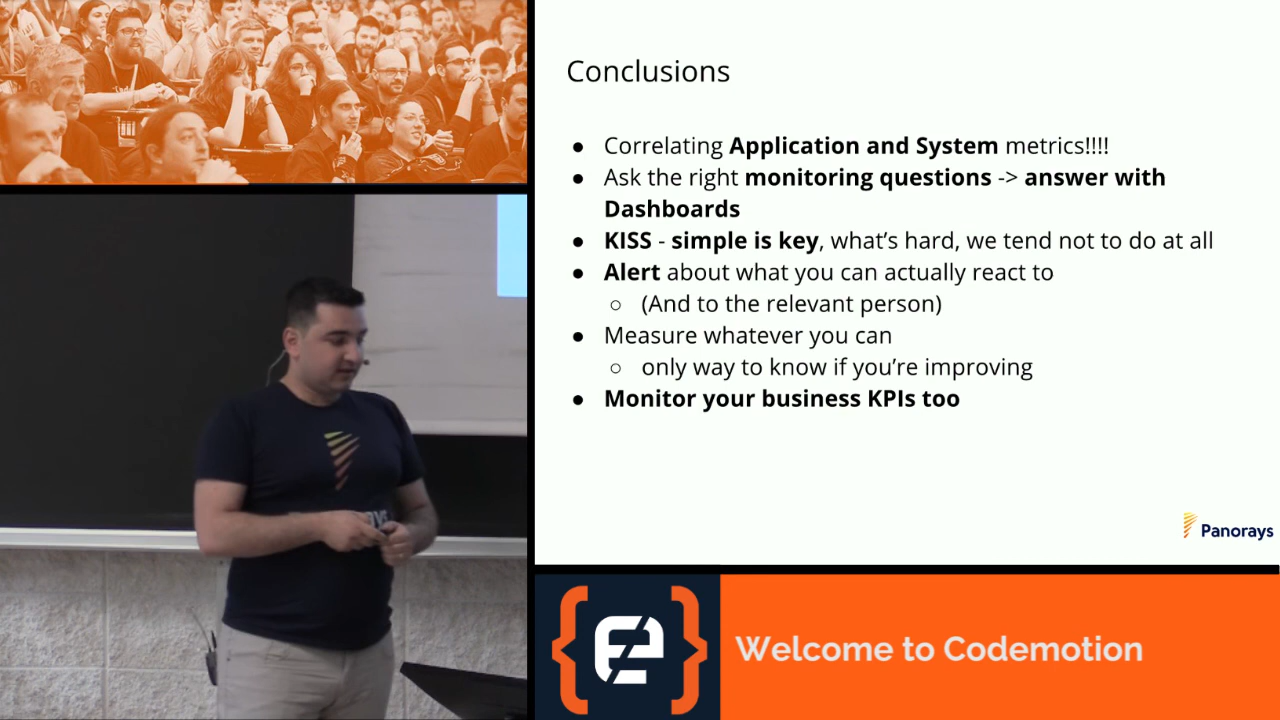 Conclusions
● Correlating Application and System metrics!!!!
● Ask the right monitoring questions -> answer with
Dashboards
● KISS - simple is key, what's hard, we tend not to do at all
● Alert about what you can actually react to
○ (And to the relevant person)
● Measure whatever you can
○ only way to know if you're improving
● Monitor your business KPIs too
Panorays
Welcome to Codemotion